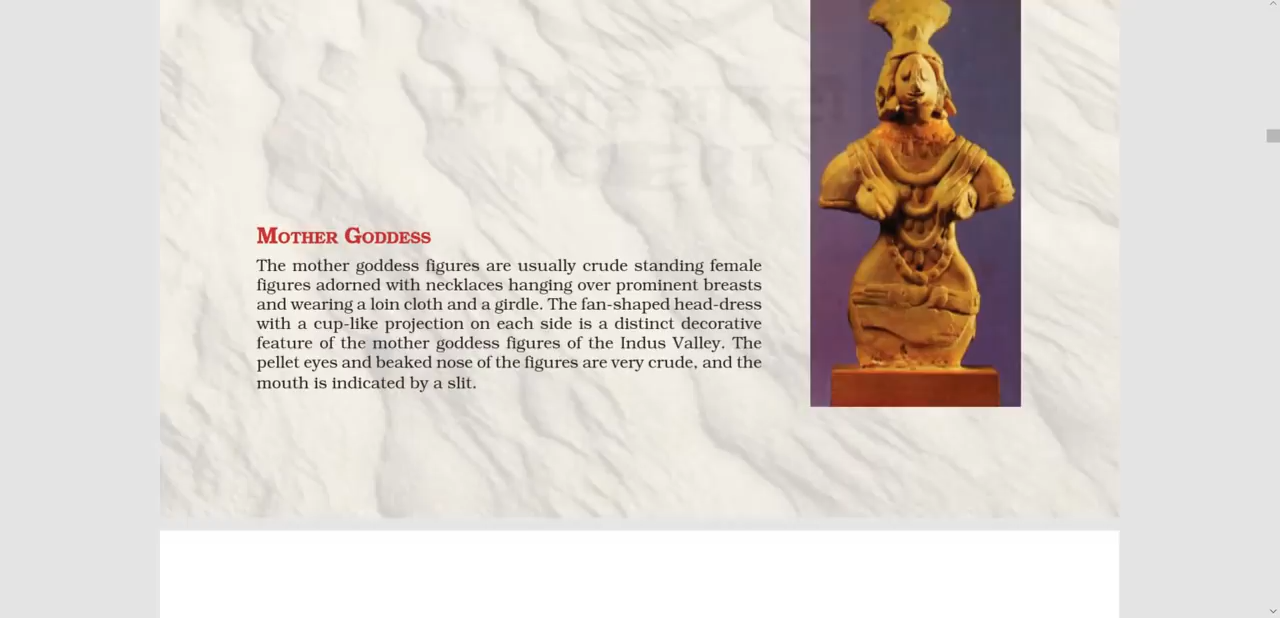 MOTHER GODDESS
The mother goddess figures are usually crude standing female
figures adorned with necklaces hanging over prominent breasts
and wearing a loin cloth and a girdle. The fan-shaped head-dress
with a cup-like projection on each side is a distinct decorative
feature of the mother goddess figures of the Indus Valley. The
pellet eyes and beaked nose of the figures are very crude, and the
mouth is indicated by a slit.